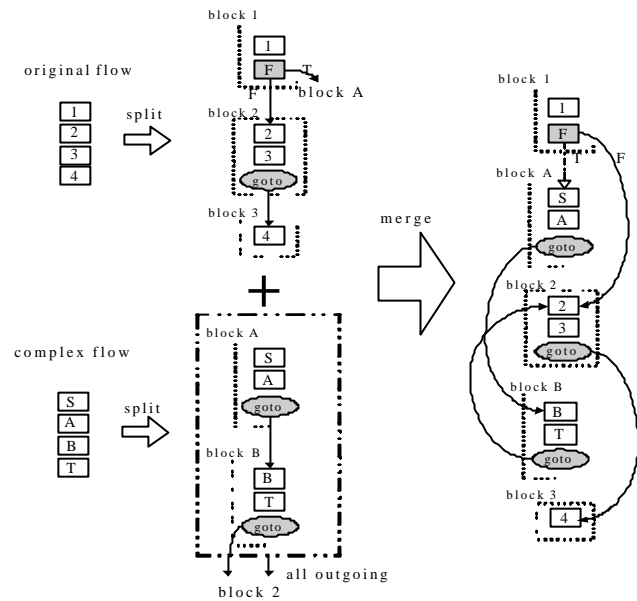 original flow
1
2
3
4
split
block 1
1
F
T
block A
F
block 2
2
3
goto
block 3
4
+
complex flow
S
A
B
T
split
block A
S
A
goto
block B
B
T
goto
block 2
all outgoing
merge
block 1
1
F
T
F
block A
S
A
goto
block 2
2
3
goto
block B
B
T
goto
block 3
4